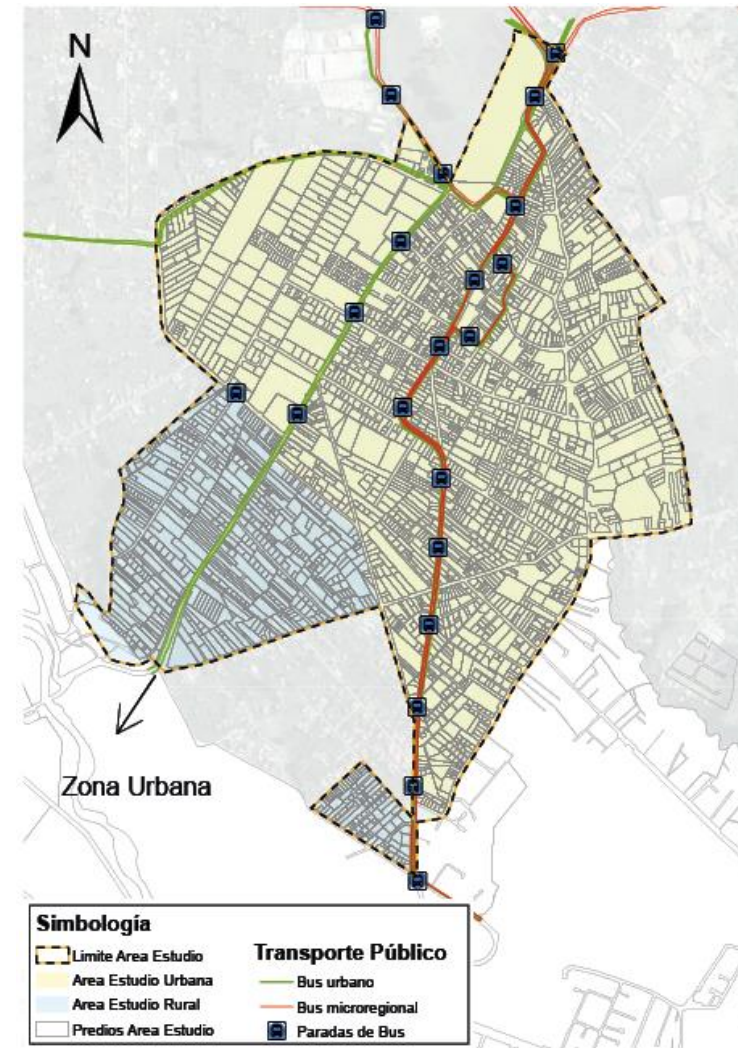 N
Zona Urbana
Simbología
Limite Area Estudio
Area Estudio Urbana
Area Estudio Rural
Predios Area Estudio
Transporte Público
Bus urbano
Bus microregional
Paradas de Bus